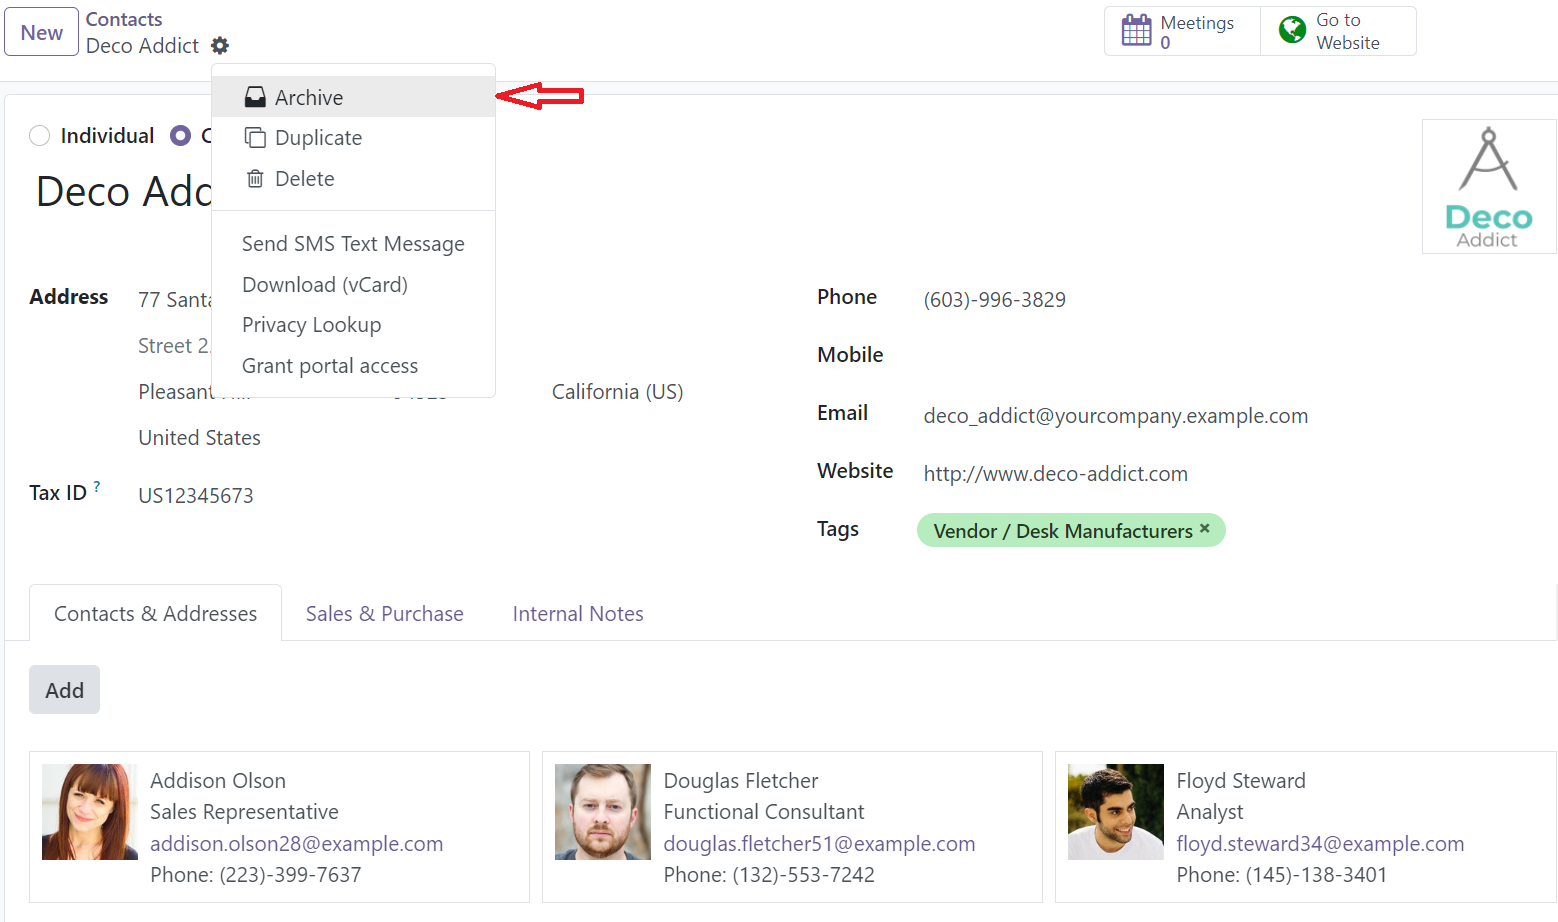 New
Contacts
Deco Addict
Meetings
0
Go to
Website
Archive
Duplicate
Delete
Send SMS Text Message
Download (vCard)
Privacy Lookup
Grant portal access
Individual
Deco Add
Deco
Addict
Address
77 Santa
Street 2
Pleasant
California (US)
United States
Tax ID ?
US12345673
Phone
(603)-996-3829
Mobile
Email
deco_addict@yourcompany.example.com
Website
http://www.deco-addict.com
Tags
Vendor / Desk Manufacturers ×
Contacts & Addresses
Sales & Purchase
Internal Notes
Add
Addison Olson
Sales Representative
addison.olson28@example.com
Phone: (223)-399-7637
Douglas Fletcher
Functional Consultant
douglas.fletcher51@example.com
Phone: (132)-553-7242
Floyd Steward
Analyst
floyd.steward34@example.com
Phone: (145)-138-3401